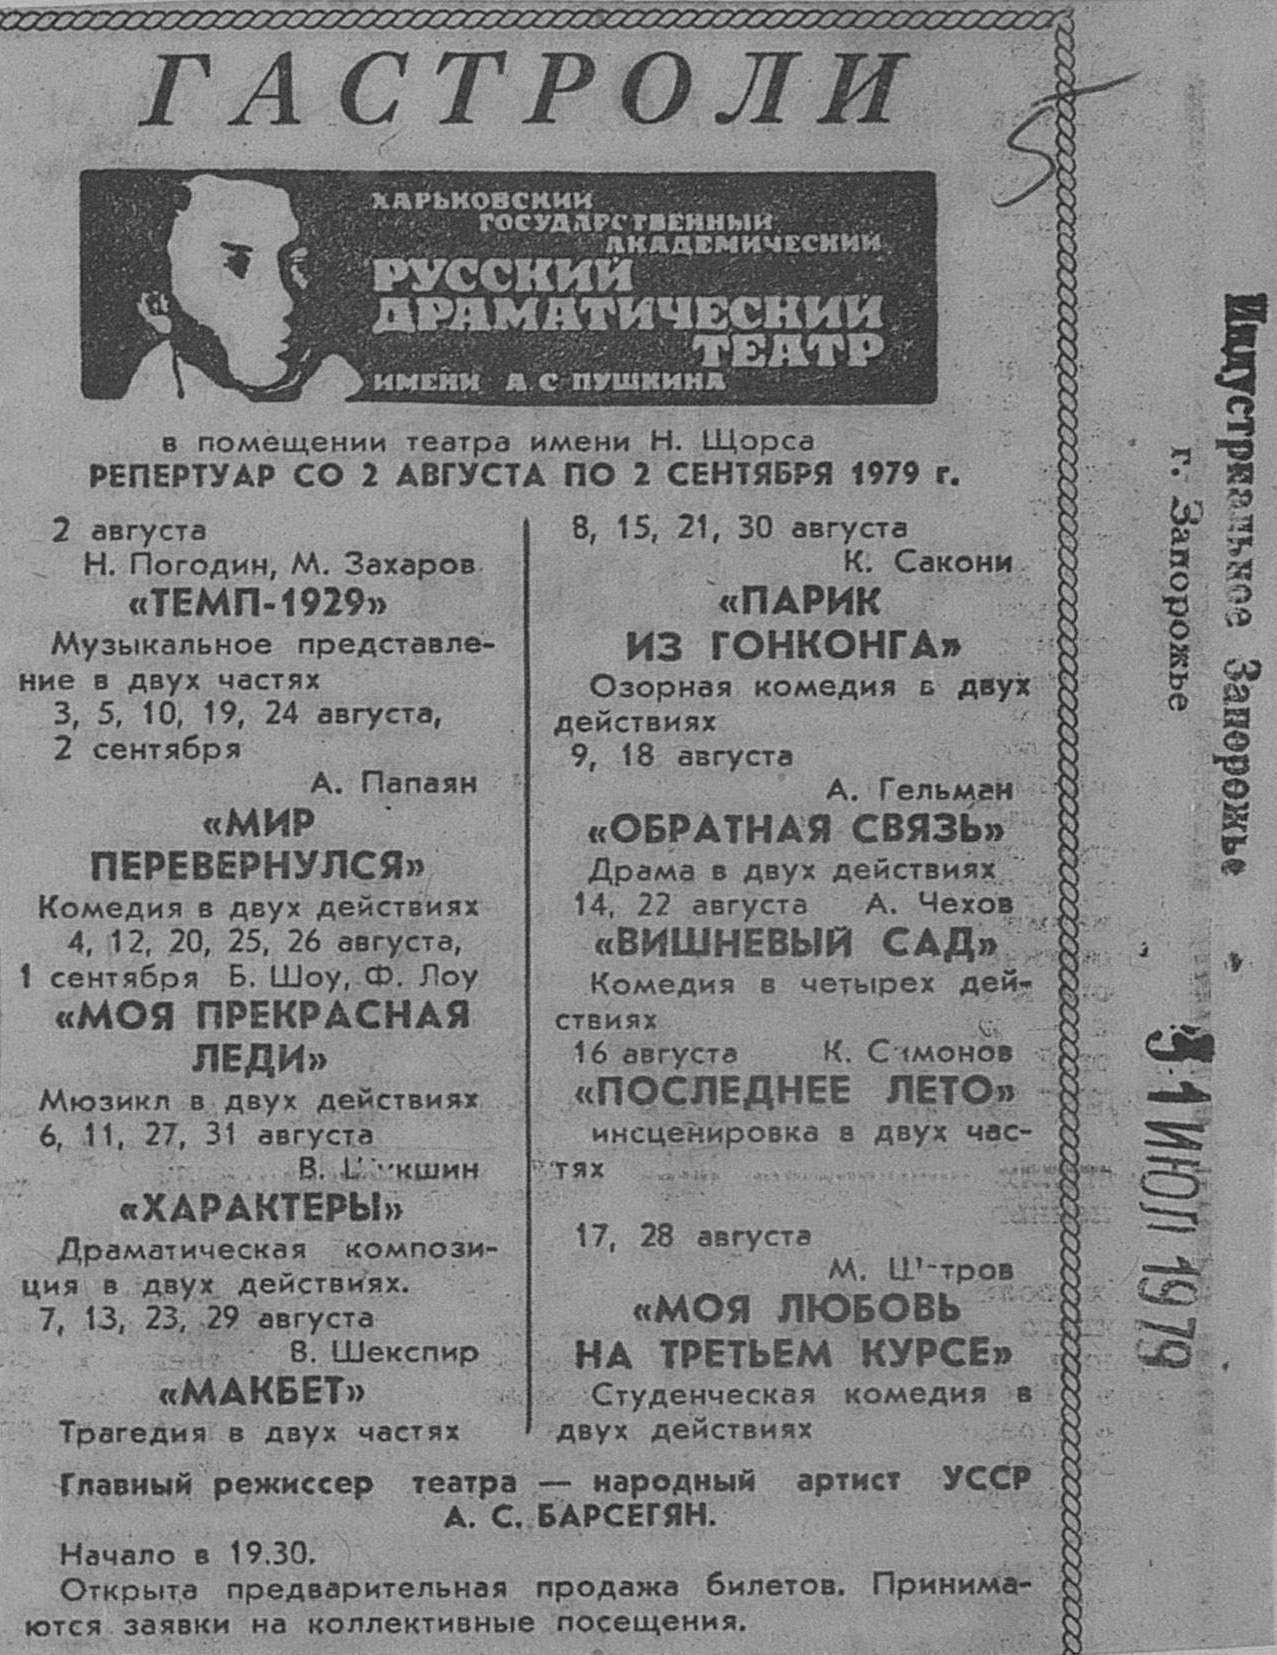 ГАСТРОЛИ
5
ХАРЬКОВСКИЙ
ГОСУДАРСТВЕННЫЙ
АКАДЕМИЧЕСКИЙ
РУССКИЙ
ДРАМАТИЧЕСКИЙ
ТЕАТР
ИМЕНИ А С ПУШКИНА
в помещении театра имени Н. Щорса
РЕПЕРТУАР СО 2 АВГУСТА ПО 2 СЕНТЯБРЯ 1979 г.
2 августа
Н. Погодин, М. Захаров
«ТЕМП-1929»
Музыкальное представле-
ние в двух частях
3, 5, 10, 19, 24 августа,
2 сентября
А. Папаян
«МИР
ПЕРЕВЕРНУЛСЯ»
Комедия в двух действиях
4, 12, 20, 25, 26 августа,
1 сентября Б. Шоу, Ф. Лоу
«МОЯ ПРЕКРАСНАЯ
ЛЕДИ»
Мюзикл в двух действиях
6, 11, 27, 31 августа
В. Шукшин
«ХАРАКТЕРЫ»
Драматическая компози-
ция в двух действиях.
7, 13, 23, 29 августа
В. Шекспир
«МАКБЕТ»
Трагедия в двух частях
8, 15, 21, 30 августа
К. Сакони
«ПАРИК
ИЗ ГОНКОНГА»
Озорная комедия в двух
действиях
9, 18 августа
А. Гельман
«ОБРАТНАЯ СВЯЗЬ»
Драма в двух действиях
14, 22 августа А. Чехов
«ВИШНЕВЫЙ САД»
Комедия в четырех дей-
ствиях
16 августа К. Симонов
«ПОСЛЕДНЕЕ ЛЕТО»
инсценировка в двух час-
тях
17, 28 августа
М.
«МОЯ ЛЮБОВЬ
НА ТРЕТЬЕМ КУРСЕ»
Студенческая комедия в
двух действиях
Главный режиссер театра — народный артист УССР
А. С. БАРСЕГЯН.
Начало в 19.30.
Открыта предварительная продажа билетов. Принима-
ются заявки на коллективные посещения.
Индустриальное Запорожье
г. Запорожье
31 ИЮЛ 1979